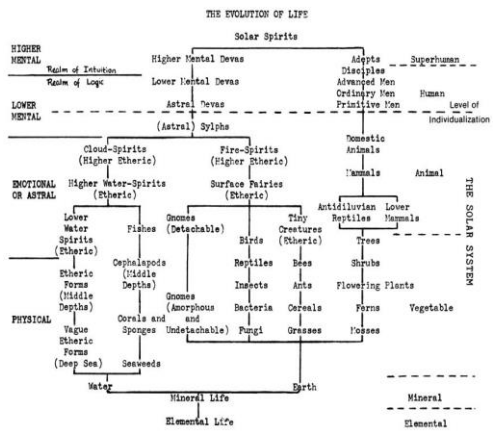 THE EVOLUTION OF LIFE
Solar Spirits
HIGHER
MENTAL
Higher Mental Devas
Adepts
Superhuman
Disciples
Realm of Intuition
Realm of Logic
Lower Mental Devas
Advanced Men
Ordinary Men
Human
LOWER
MENTAL
Astral Devas
Primitive Men
Level of
Individualization
(Astral) Sylphs
Cloud-Spirits
(Higher Etheric)
Fire-Spirits
(Higher Etheric)
Domestic
Animals
EMOTIONAL
OR ASTRAL
Higher Water-Spirits
(Etheric)
Surface Fairies
(Etheric)
Mammals
Animal
THE SOLAR SYSTEM
Lower
Water
Spirits
(Etheric)
Fishes
Gnomes
(Detachable)
Birds
Tiny
Creatures
(Etheric)
Antidiluvian
Reptiles
Lower
Mammals
Trees
Etheric
Forms
(Middle
Depths)
Cephalopods
(Middle
Depths)
Reptiles
Bees
Shrubs
Insects
Ants
Flowering Plants
PHYSICAL
Vague
Etheric
Forms
(Deep Sea)
Corals and
Sponges
Gnomes
(Amorphous
and
Undetachable)
Bacteria
Cereals
Ferns
Vegetable
Fungi
Grasses
Mosses
Seaweeds
Water
Earth
Mineral Life
Mineral
Elemental Life
Elemental